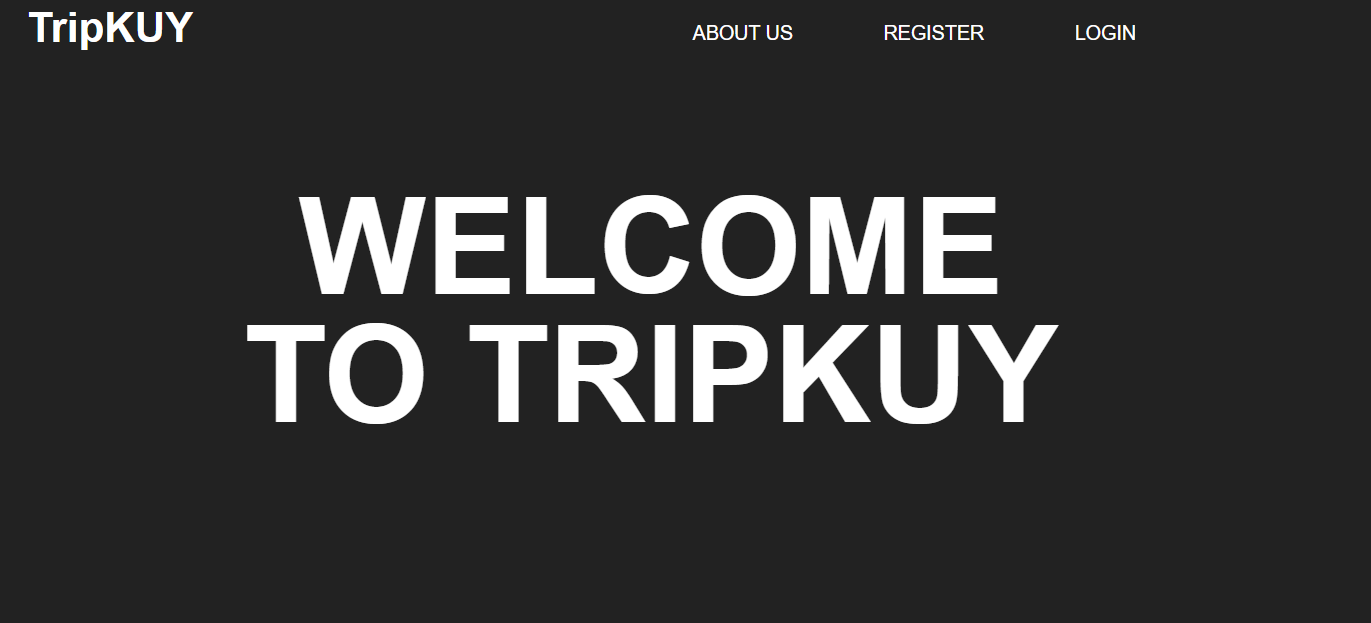 TripKUY
ABOUT US REGISTER LOGIN
WELCOME
TO TRIPKUY